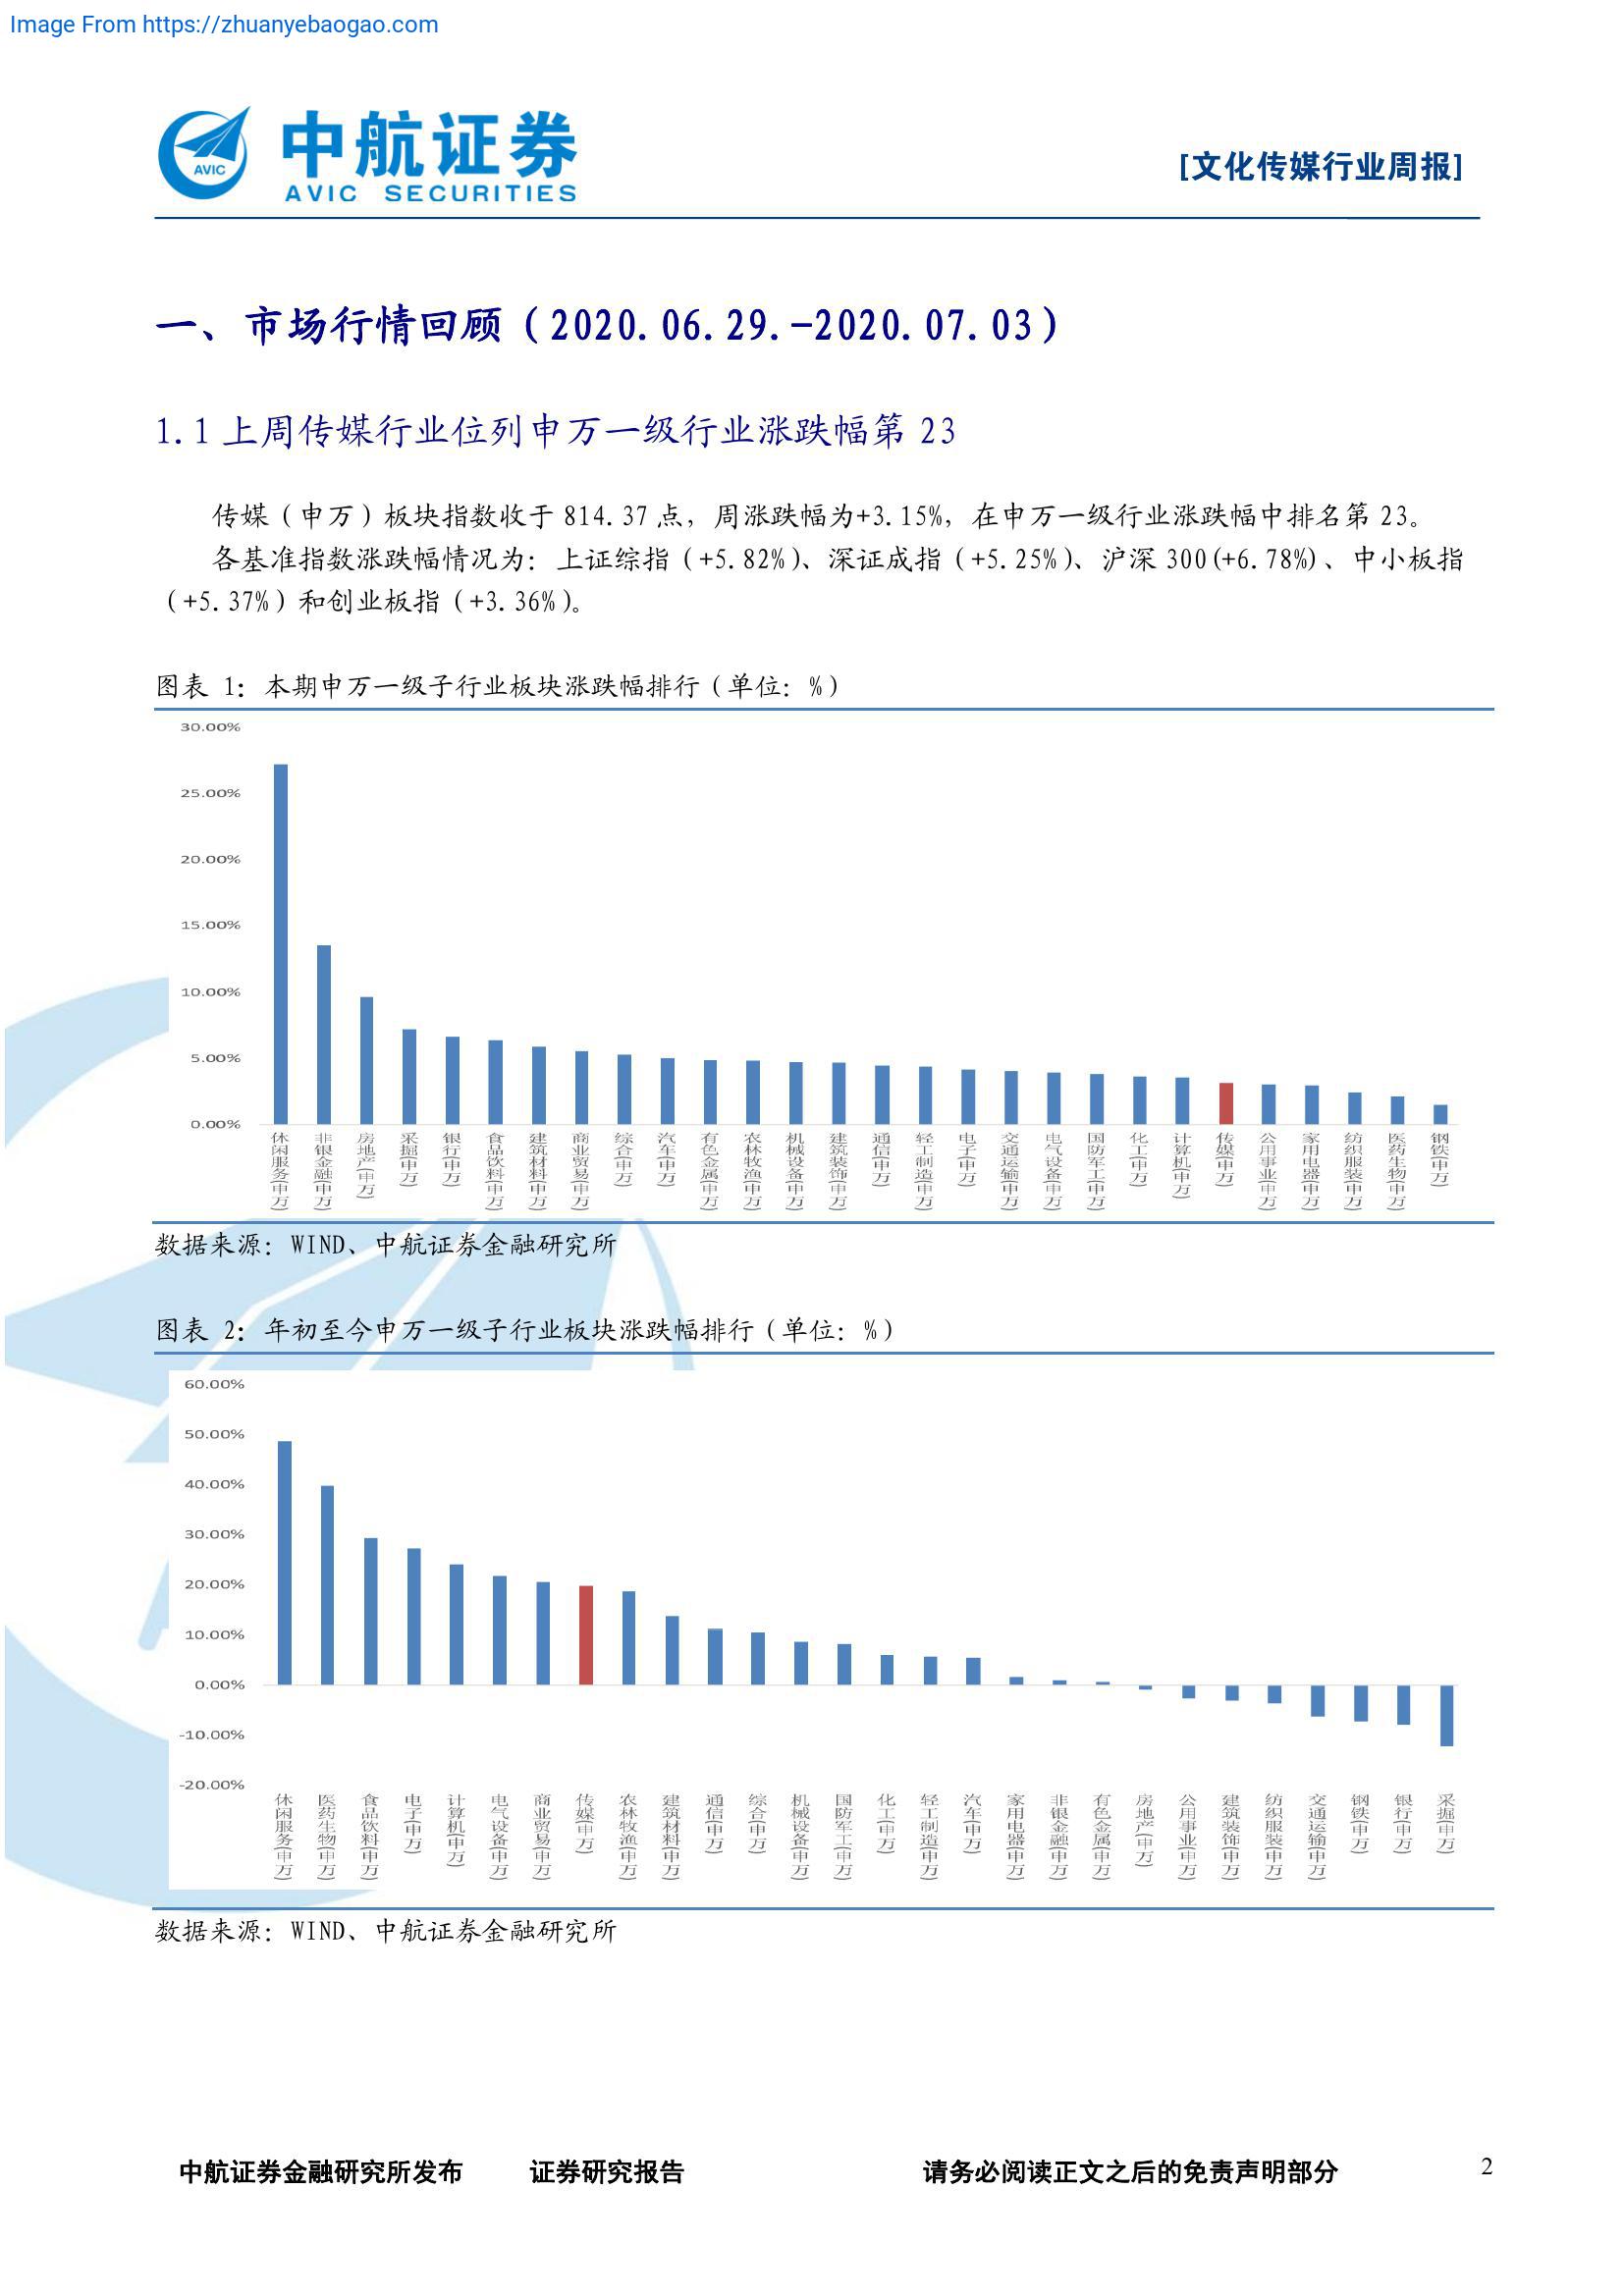 Image From https://zhuanyebaogao.com
AVIC
中航证券
AVIC SECURITIES
[文化传媒行业周报]
一、市场行情回顾（2020.06.29.-2020.07.03）
1.1 上周传媒行业位列申万一级行业涨跌幅第 23
传媒（申万）板块指数收于 814.37 点，周涨跌幅为+3.15%，在申万一级行业涨跌幅中排名第 23。
各基准指数涨跌幅情况为：上证综指（+5.82%）、深证成指（+5.25%）、沪深 300(+6.78%)、中小板指
（+5.37%）和创业板指（+3.36%）。
图表 1：本期申万一级子行业板块涨跌幅排行（单位：%）
30.00%
25.00%
20.00%
15.00%
10.00%
5.00%
0.00%
休闲服务(申万)
非银金融(申万)
房地产(申万)
采掘(申万)
银行(申万)
食品饮料(申万)
建筑材料(申万)
商业贸易(申万)
综合(申万)
汽车(申万)
有色金属(申万)
农林牧渔(申万)
机械设备(申万)
建筑装饰(申万)
通信(申万)
轻工制造(申万)
电子(申万)
交通运输(申万)
电气设备(申万)
国防军工(申万)
化工(申万)
计算机(申万)
传媒(申万)
公用事业(申万)
家用电器(申万)
纺织服装(申万)
医药生物(申万)
钢铁(申万)
数据来源：WIND、中航证券金融研究所
图表 2：年初至今申万一级子行业板块涨跌幅排行（单位：%）
60.00%
50.00%
40.00%
30.00%
20.00%
10.00%
0.00%
-10.00%
-20.00%
休闲服务(申万)
医药生物(申万)
食品饮料(申万)
电子(申万)
计算机(申万)
电气设备(申万)
商业贸易(申万)
传媒(申万)
农林牧渔(申万)
建筑材料(申万)
通信(申万)
综合(申万)
机械设备(申万)
国防军工(申万)
化工(申万)
轻工制造(申万)
汽车(申万)
家用电器(申万)
非银金融(申万)
有色金属(申万)
房地产(申万)
公用事业(申万)
建筑装饰(申万)
纺织服装(申万)
交通运输(申万)
钢铁(申万)
银行(申万)
采掘(申万)
数据来源：WIND、中航证券金融研究所
中航证券金融研究所发布 证券研究报告 请务必阅读正文之后的免责声明部分 2